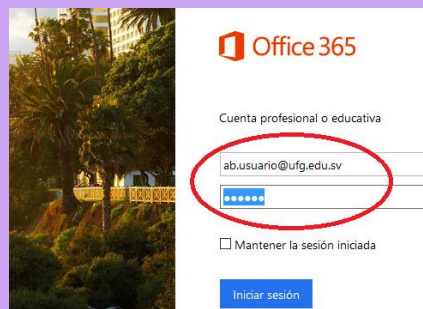 Office 365
Cuenta profesional o educativa
ab.usuario@ufg.edu.sv
••••••
Mantener la sesión iniciada
Iniciar sesión